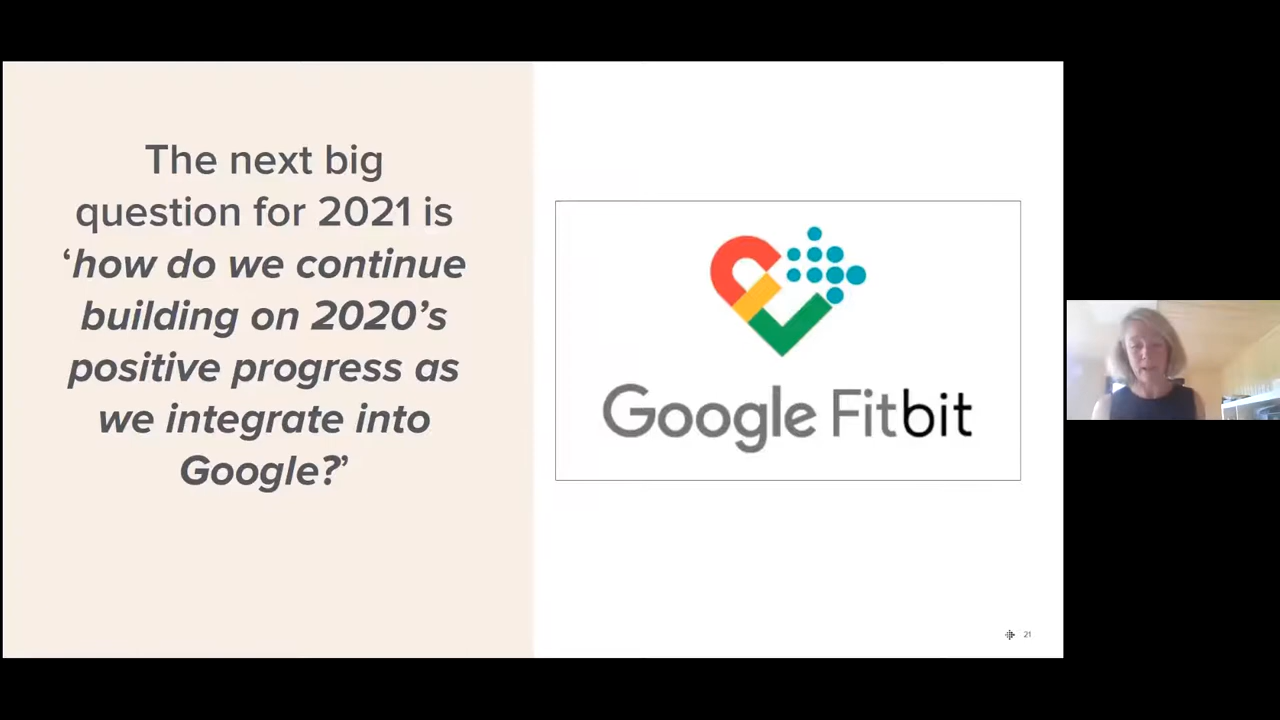 The next big
question for 2021 is
‘how do we continue
building on 2020’s
positive progress as
we integrate into
Google?’
Google Fitbit
21